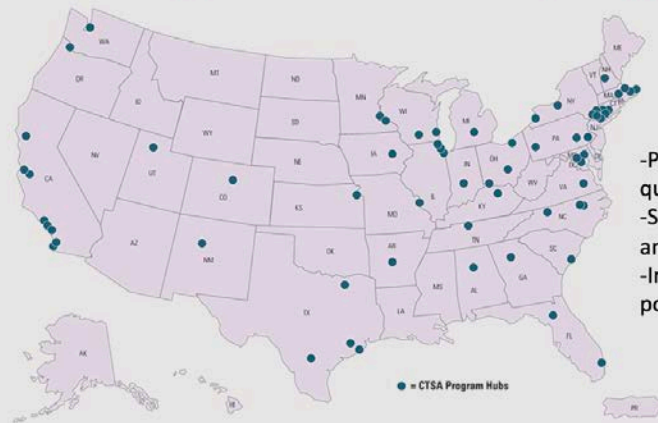 WA
ME
MT
ND
VT
NH
OR
MN
ID
SD
WI
MI
NY
MA
WY
IA
PA
NJ
NE
NV
UT
CO
IL
IN
OH
WV
-P
qu
CA
KS
MO
KY
VA
-S
AZ
NM
OK
AR
TN
NC
SC
po
TX
LA
MS
AL
GA
AK
FL
HI
= CTSA Program Hubs
PR